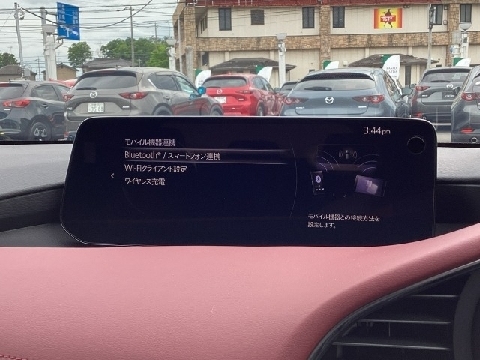 モバイル機器連携
3:44pm
Bluetooth®/スマートフォン連携
Wi-Fiクライアント設定
ワイヤレス充電
モバイル機器との接続方法を
設定します。